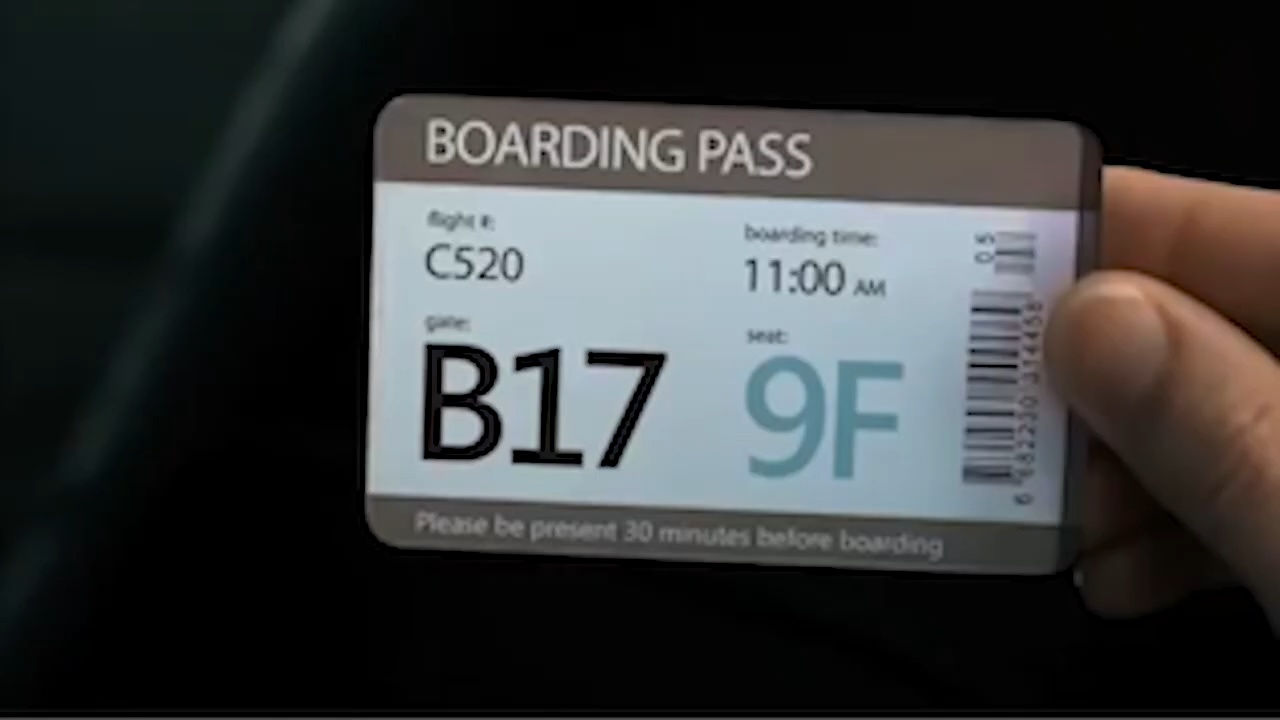 BOARDING PASS
flight #:
C520
boarding time:
11:00 AM
gate:
B17
seat:
9F
05
Please be present 30 minutes before boarding